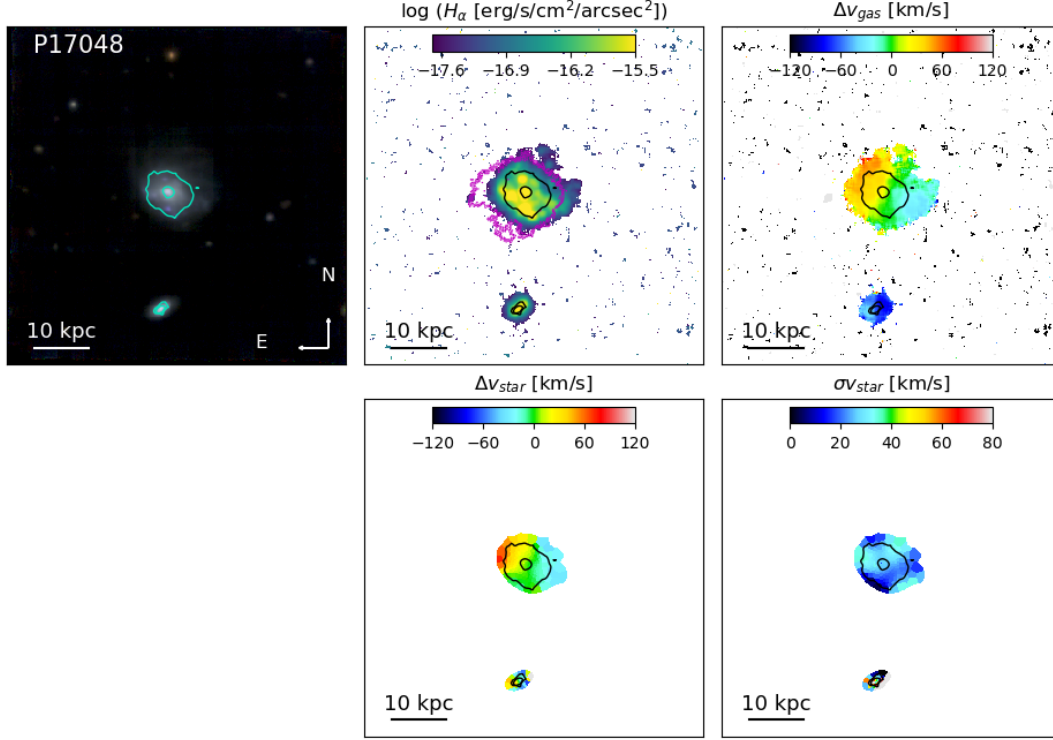 P17048
N
E
10 kpc
log (H_α [erg/s/cm²/arcsec²])
−17.6 −16.9 −16.2 −15.5
10 kpc
Δv_gas [km/s]
−120 −60 0 60 120
10 kpc
Δv_star [km/s]
−120 −60 0 60 120
10 kpc
σv_star [km/s]
0 20 40 60 80
10 kpc